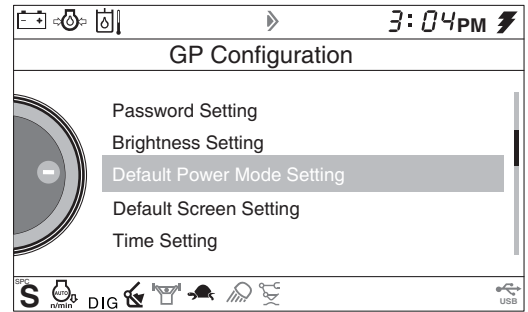 3:04PM
GP Configuration
Password Setting
Brightness Setting
Default Power Mode Setting
Default Screen Setting
Time Setting
SPC
S
AUTO
n/min
DIG
USB